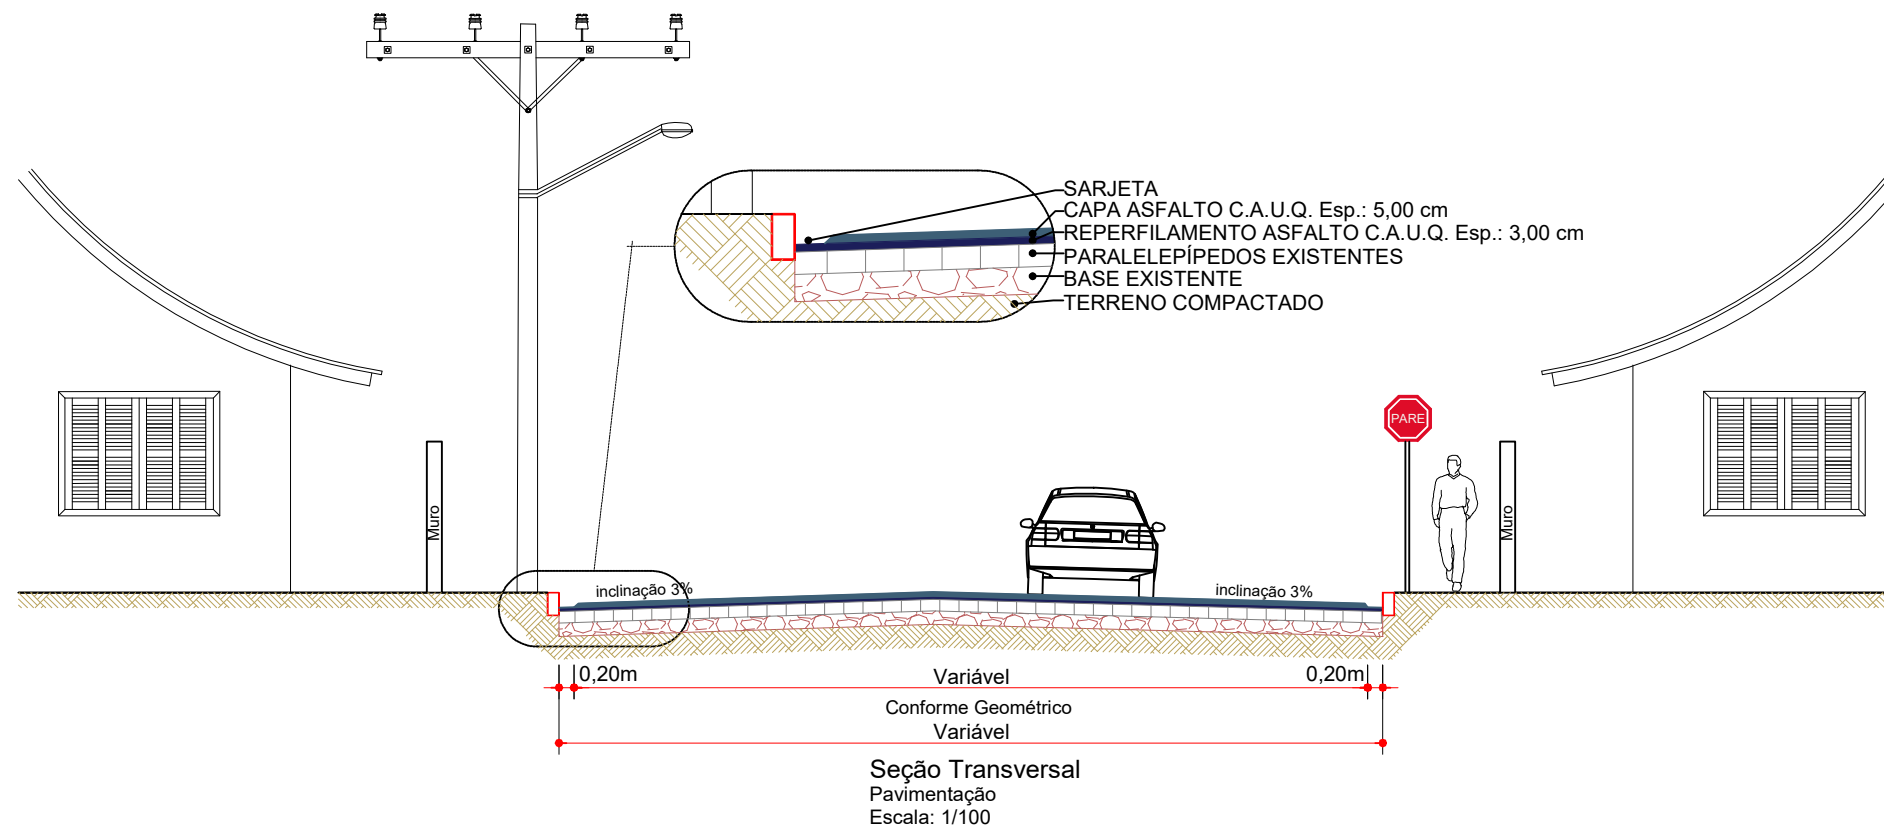 SARJETA
CAPA ASFALTO C.A.U.Q. Esp.: 5,00 cm
REPERFILAMENTO ASFALTO C.A.U.Q. Esp.: 3,00 cm
PARALELEPÍPEDOS EXISTENTES
BASE EXISTENTE
TERRENO COMPACTADO
PARE
Muro
Muro
inclinação 3%
inclinação 3%
0,20m
Variável
0,20m
Conforme Geométrico
Variável
Seção Transversal
Pavimentação
Escala: 1/100